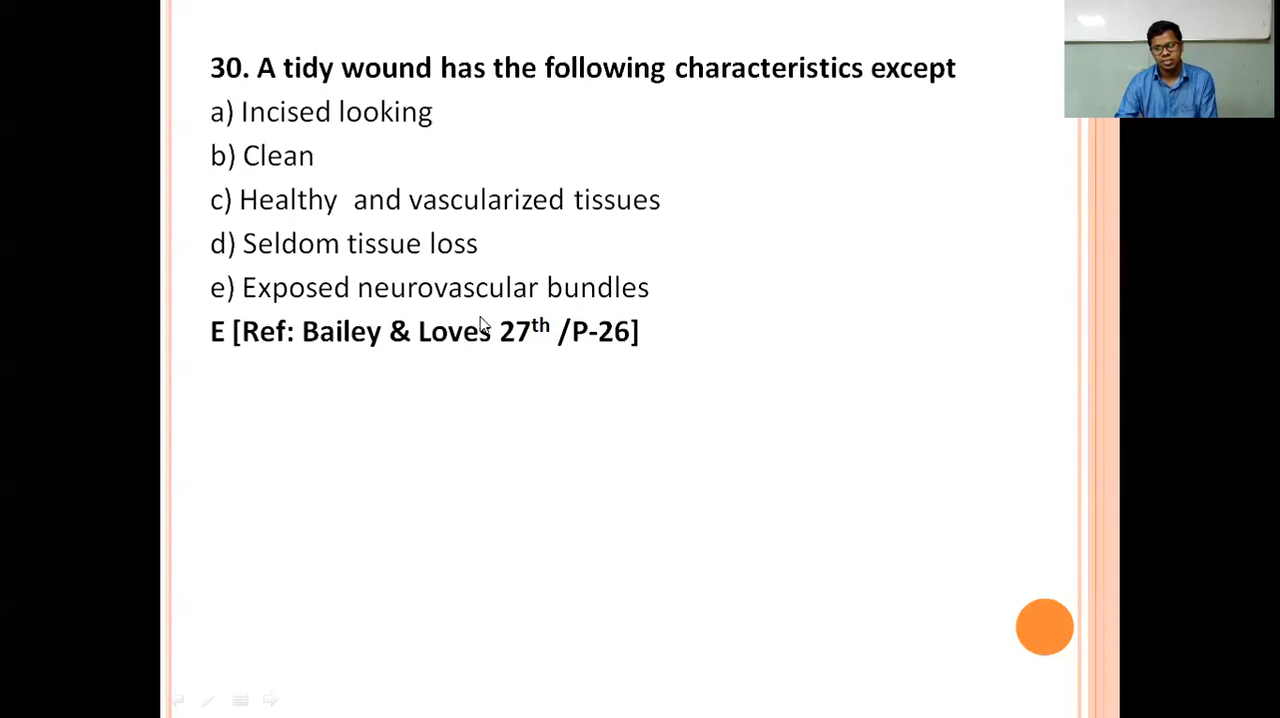 30. A tidy wound has the following characteristics except
a) Incised looking
b) Clean
c) Healthy and vascularized tissues
d) Seldom tissue loss
e) Exposed neurovascular bundles
E [Ref: Bailey & Loves 27th /P-26]